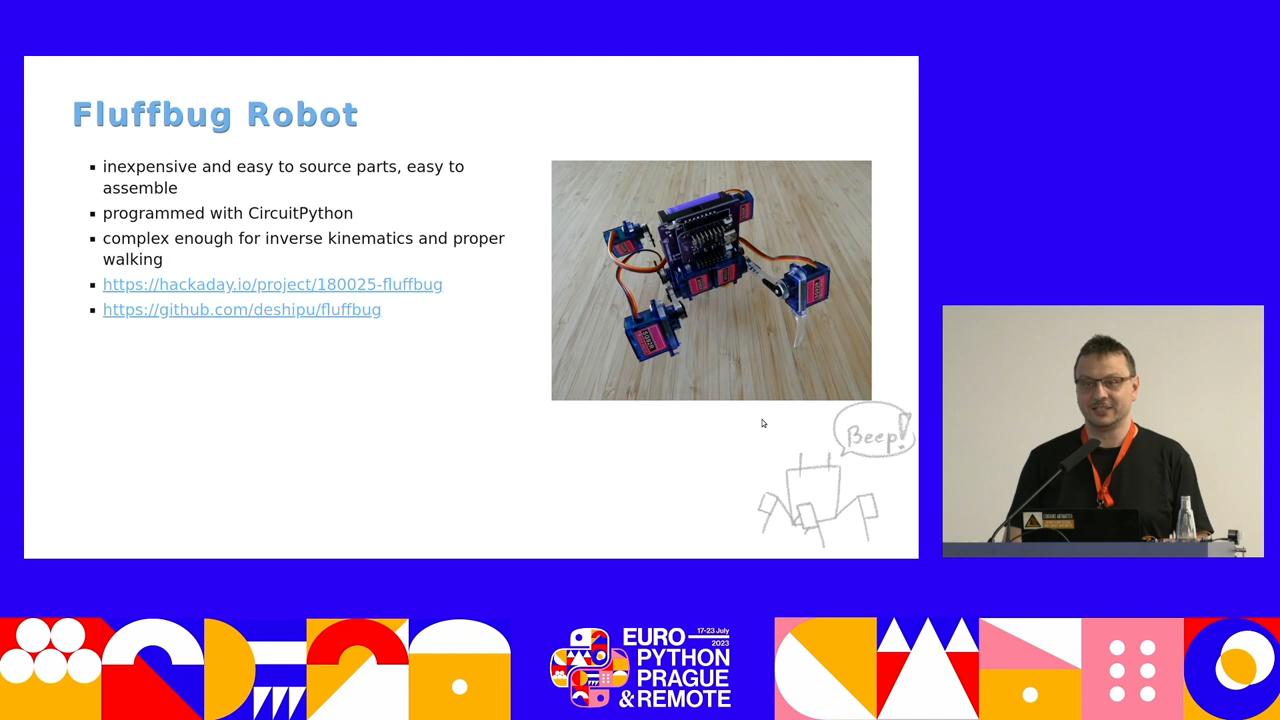 Fluffbug Robot
inexpensive and easy to source parts, easy to
assemble
programmed with CircuitPython
complex enough for inverse kinematics and proper
walking
https://hackaday.io/project/180025-fluffbug
https://github.com/deshipu/fluffbug
Beep!
EURO 17-23 July
2023
PYTHON
PRAGUE
& REMOTE